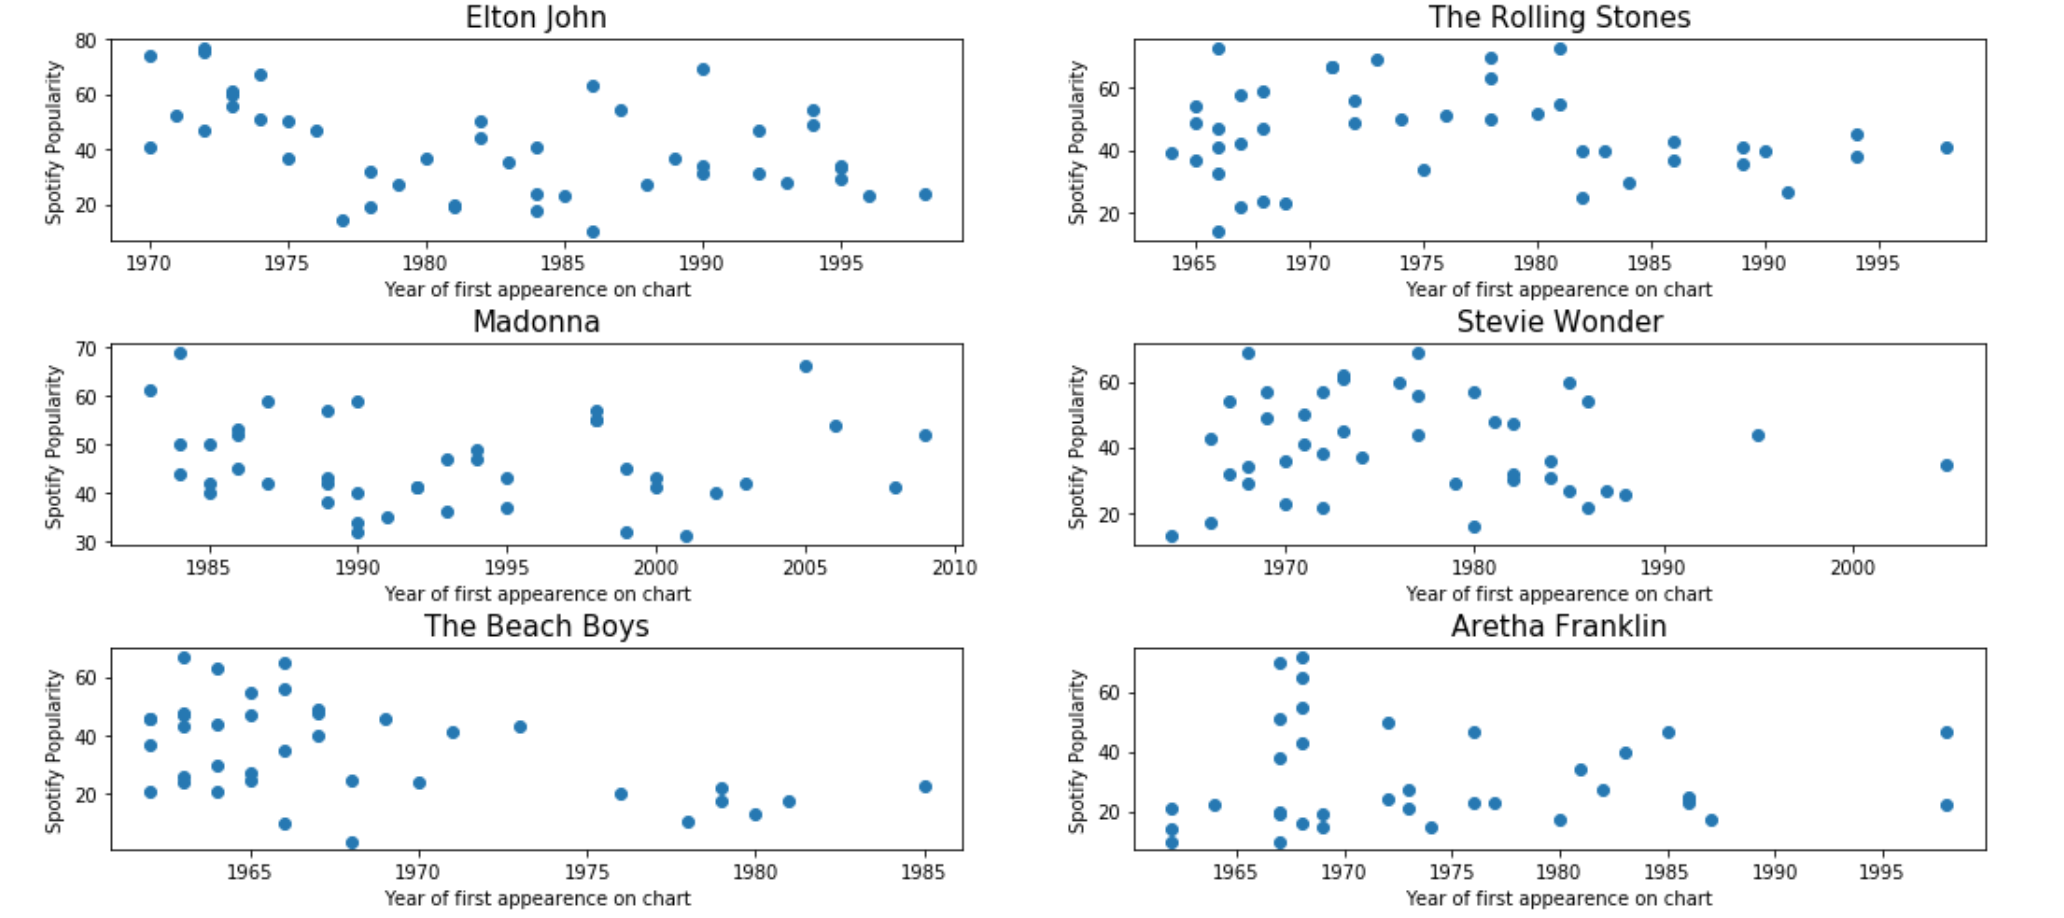 Elton John
80
60
40
20
Spotify Popularity
1970 1975 1980 1985 1990 1995
Year of first appearence on chart
The Rolling Stones
60
40
20
Spotify Popularity
1965 1970 1975 1980 1985 1990 1995
Year of first appearence on chart
Madonna
70
60
50
40
30
Spotify Popularity
1985 1990 1995 2000 2005 2010
Year of first appearence on chart
Stevie Wonder
60
40
20
Spotify Popularity
1970 1980 1990 2000
Year of first appearence on chart
The Beach Boys
60
40
20
Spotify Popularity
1965 1970 1975 1980 1985
Year of first appearence on chart
Aretha Franklin
60
40
20
Spotify Popularity
1965 1970 1975 1980 1985 1990 1995
Year of first appearence on chart